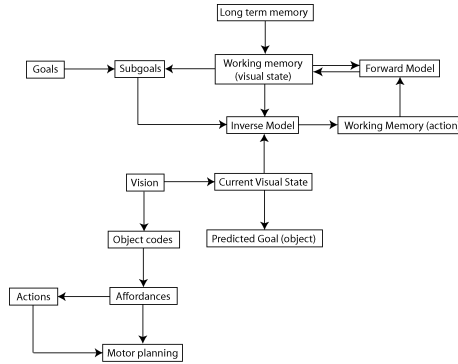 Long term memory
Goals
Subgoals
Working memory
(visual state)
Forward Model
Inverse Model
Working Memory (action)
Vision
Current Visual State
Object codes
Predicted Goal (object)
Actions
Affordances
Motor planning